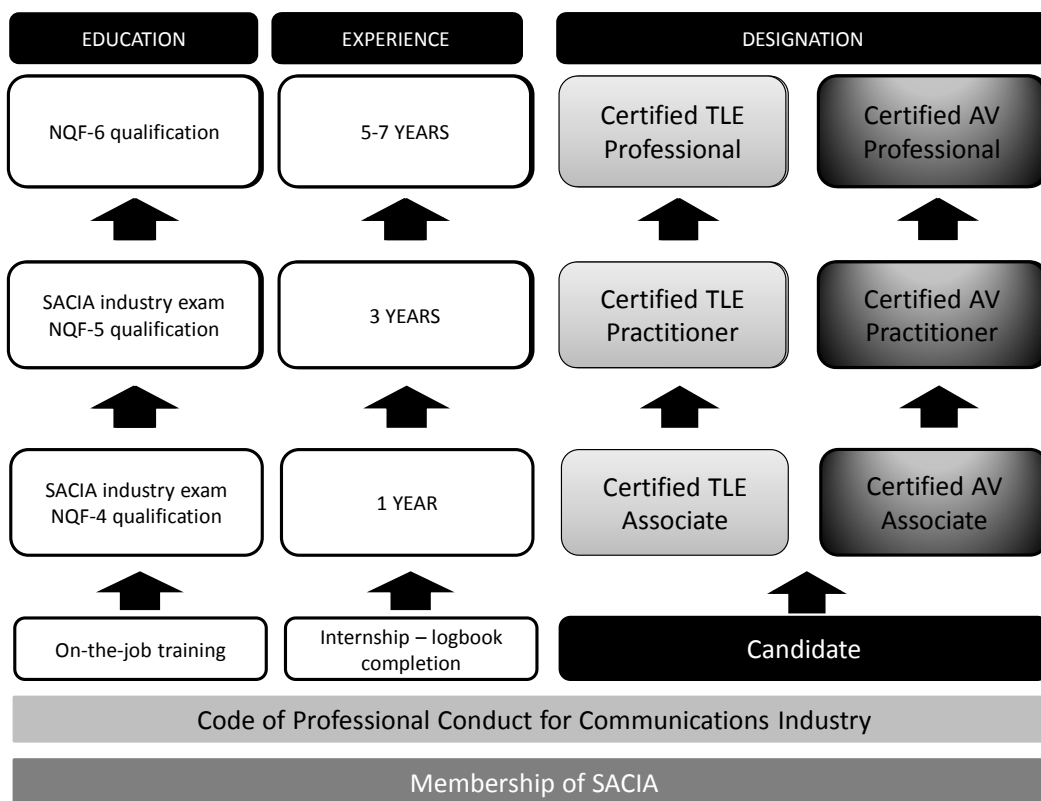 EDUCATION
EXPERIENCE
DESIGNATION
NQF-6 qualification
5-7 YEARS
Certified TLE
Professional
Certified AV
Professional
SACIA industry exam
NQF-5 qualification
3 YEARS
Certified TLE
Practitioner
Certified AV
Practitioner
SACIA industry exam
NQF-4 qualification
1 YEAR
Certified TLE
Associate
Certified AV
Associate
On-the-job training
Internship – logbook
completion
Candidate
Code of Professional Conduct for Communications Industry
Membership of SACIA